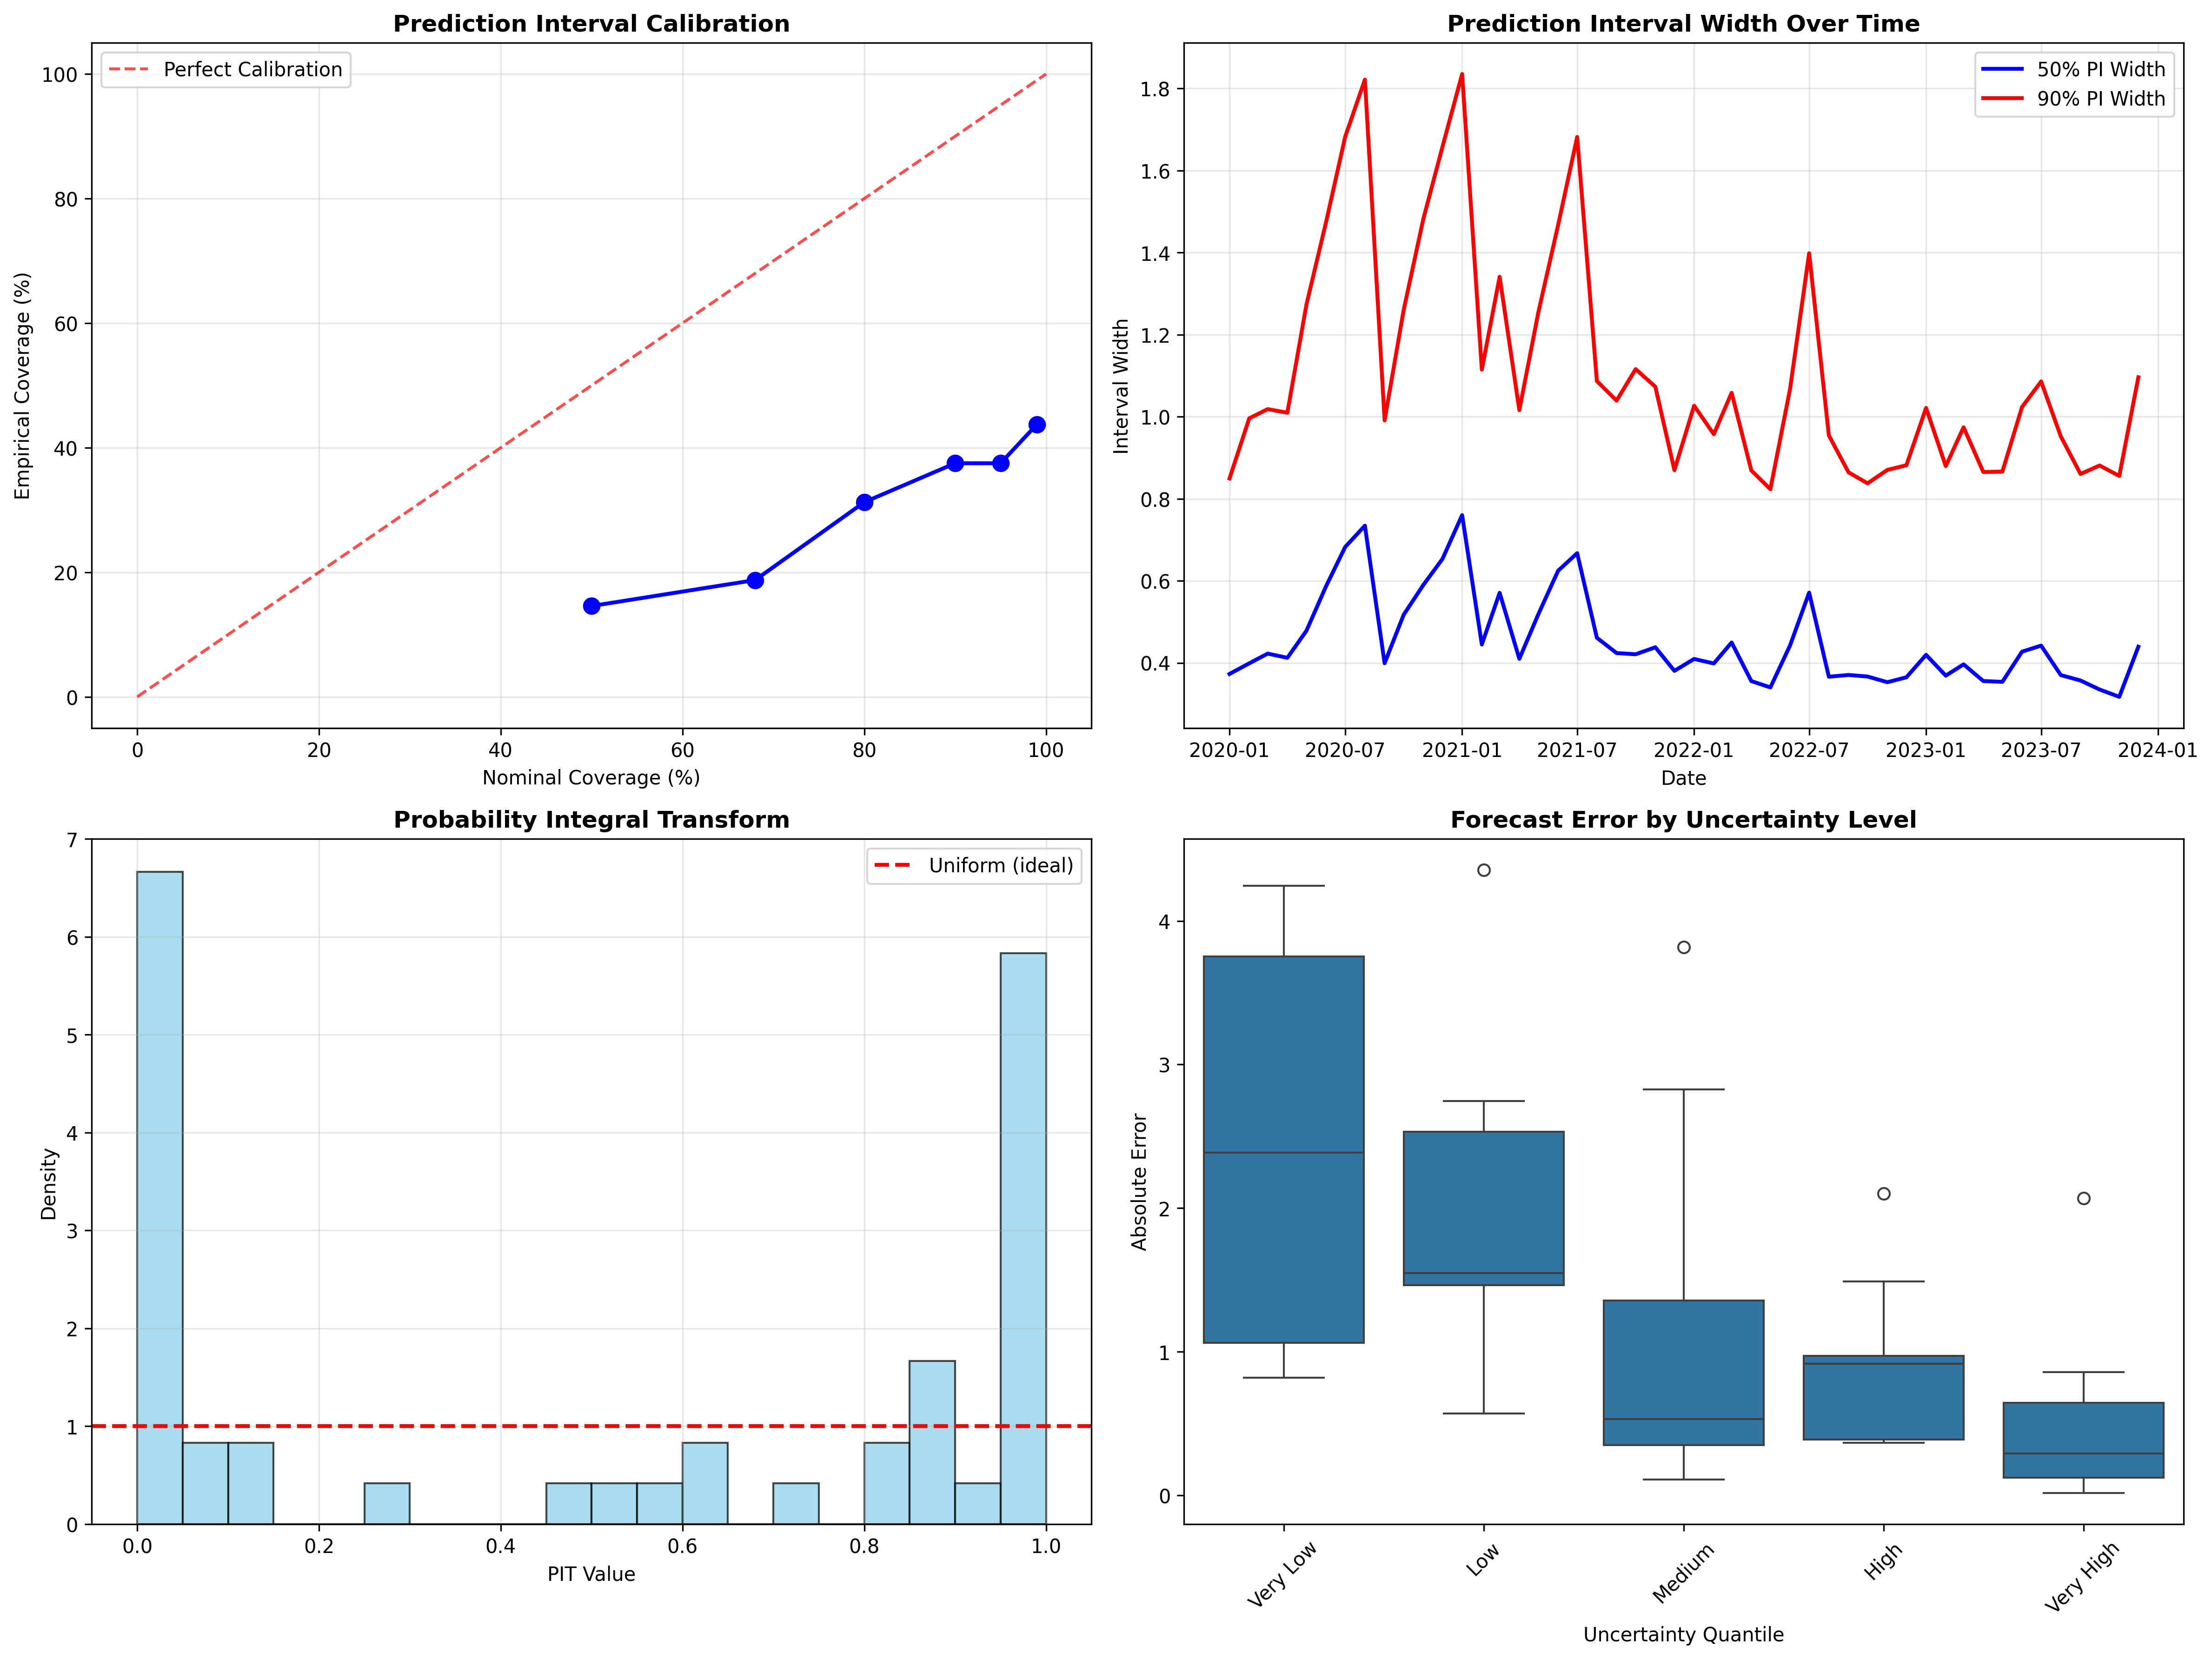 Prediction Interval Calibration
Perfect Calibration
100
80
60
40
20
0
Empirical Coverage (%)
0 20 40 60 80 100
Nominal Coverage (%)
Prediction Interval Width Over Time
50% PI Width
90% PI Width
1.8
1.6
1.4
1.2
1.0
0.8
0.6
0.4
Interval Width
2020-01 2020-07 2021-01 2021-07 2022-01 2022-07 2023-01 2023-07 2024-01
Date
Probability Integral Transform
Uniform (ideal)
7
6
5
4
3
2
1
0
Density
0.0 0.2 0.4 0.6 0.8 1.0
PIT Value
Forecast Error by Uncertainty Level
4
3
2
1
0
Absolute Error
Very Low Low Medium High Very High
Uncertainty Quantile